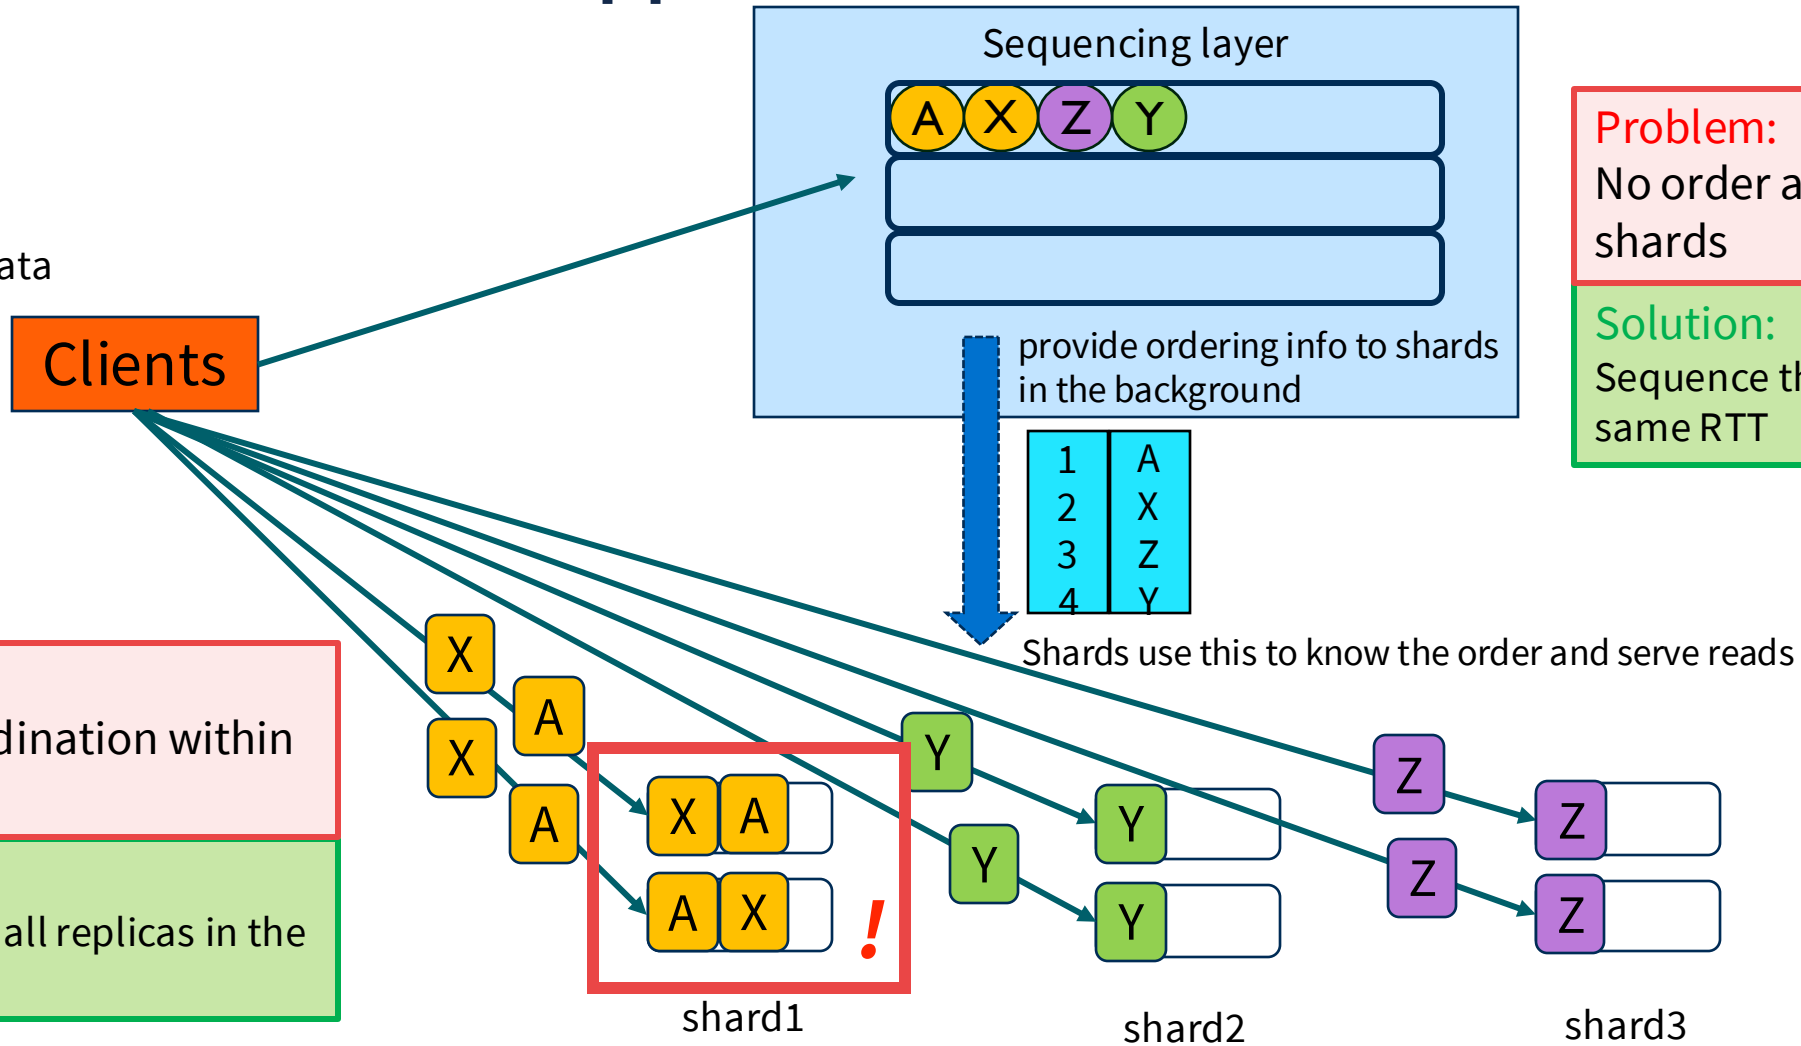 Sequencing layer
A X Z Y
Problem:
No order a
shards
Solution:
Sequence th
same RTT
ata
Clients
provide ordering info to shards
in the background
1 A
2 X
3 Z
4 Y
Shards use this to know the order and serve reads
dination within
all replicas in the
X
A
X
A
X A
A X
!
shard1
Y
Y
Y
Y
shard2
Z
Z
Z
Z
shard3